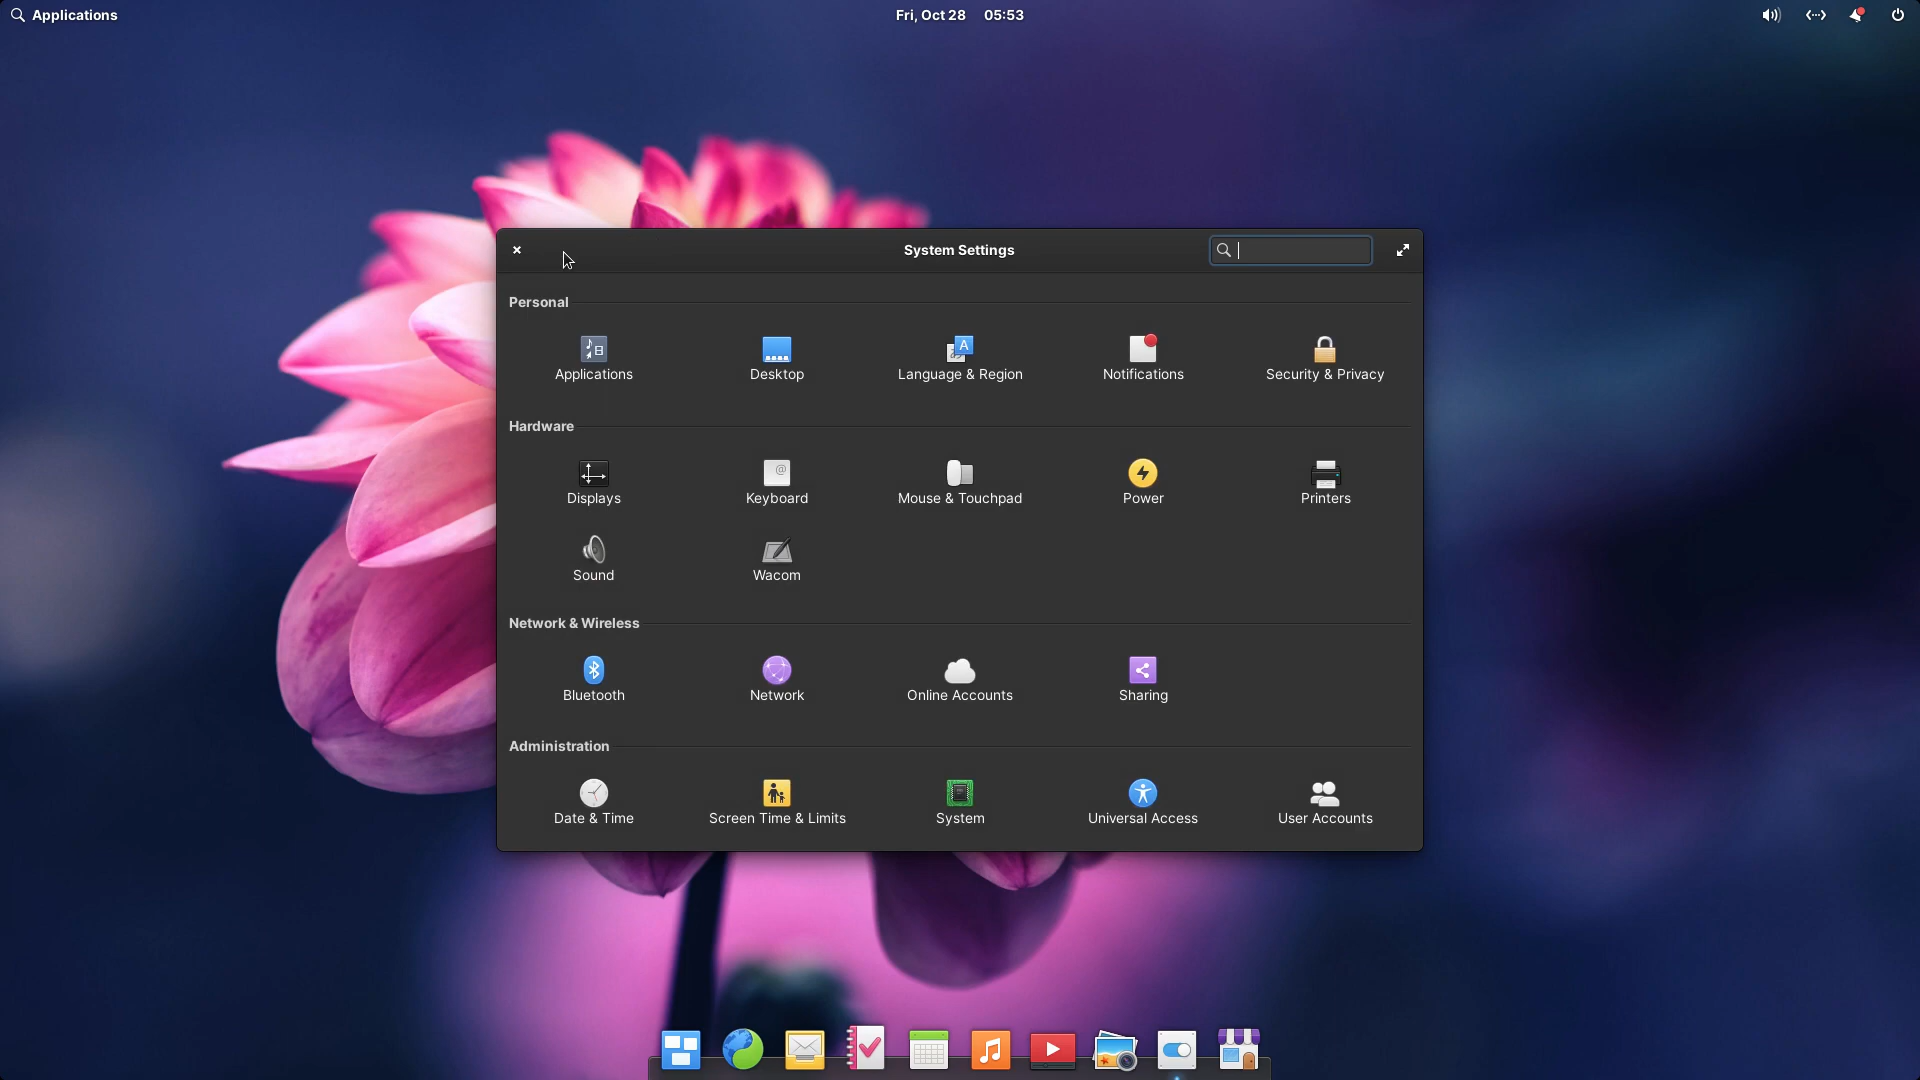 Applications Fri, Oct 28 05:53
System Settings
Personal
Applications Desktop Language & Region Notifications Security & Privacy
Hardware
Displays Keyboard Mouse & Touchpad Power Printers
Sound Wacom
Network & Wireless
Bluetooth Network Online Accounts Sharing
Administration
Date & Time Screen Time & Limits System Universal Access User Accounts